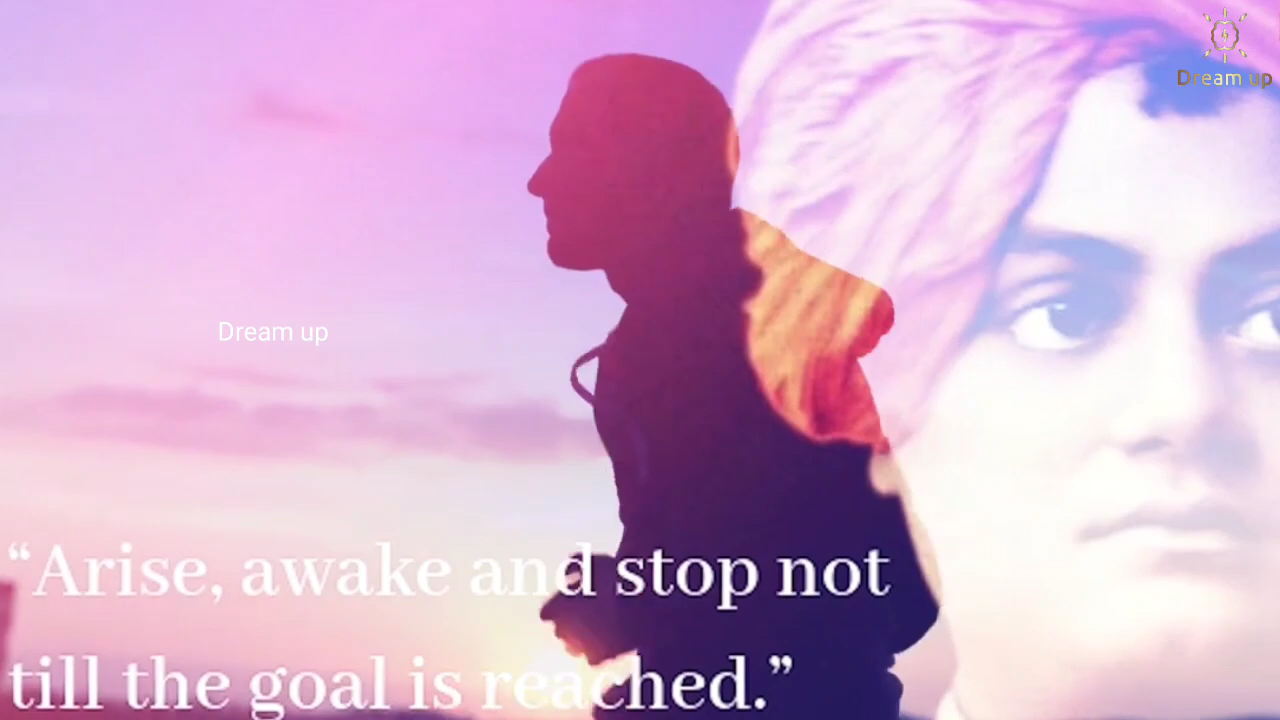 Dream up
Dream up
“Arise, awake and stop not
till the goal is reached.”